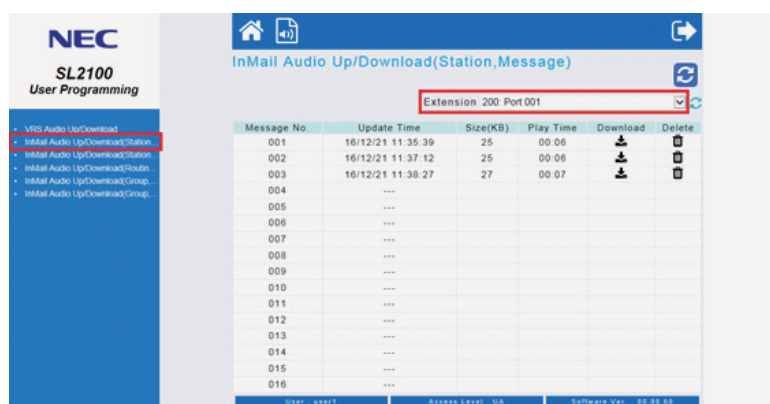 NEC
SL2100
User Programming
VRS Audio Up/Download
InMail Audio Up/Download(Station...
InMail Audio Up/Download(Station...
InMail Audio Up/Download(Routin...
InMail Audio Up/Download(Group,...
InMail Audio Up/Download(Group,...
InMail Audio Up/Download(Station,Message)
Extension 200: Port 001
Message No. Update Time Size(KB) Play Time Download Delete
001 16/12/21 11:35:39 25 00:06
002 16/12/21 11:37:12 25 00:06
003 16/12/21 11:38:27 27 00:07
004 ---
005 ---
006 ---
007 ---
008 ---
009 ---
010 ---
011 ---
012 ---
013 ---
014 ---
015 ---
016 ---
User user1 Access Level UA Software Ver.